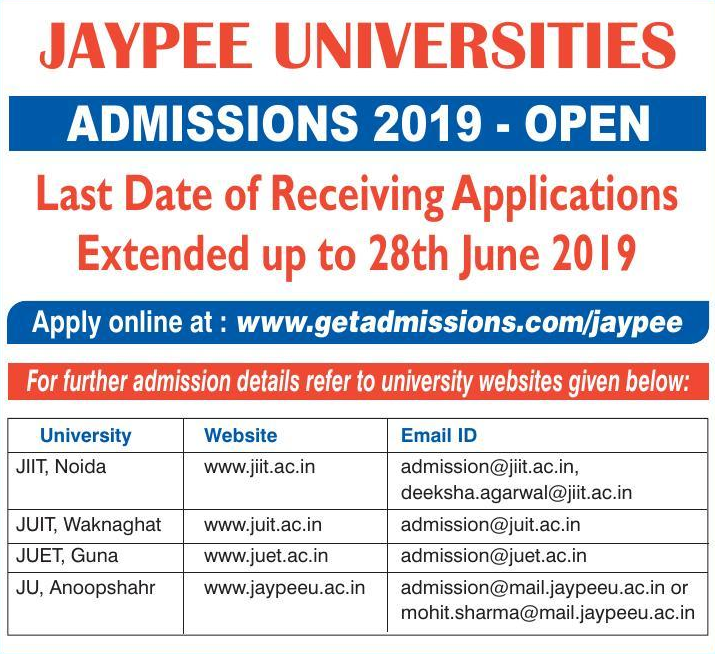 JAYPEE UNIVERSITIES
ADMISSIONS 2019 - OPEN
Last Date of Receiving Applications
Extended up to 28th June 2019
Apply online at : www.getadmissions.com/jaypee
For further admission details refer to university websites given below:
University Website Email ID
JIIT, Noida www.jiit.ac.in admission@jiit.ac.in,
deeksha.agarwal@jiit.ac.in
JUIT, Waknaghat www.juit.ac.in admission@juit.ac.in
JUET, Guna www.juet.ac.in admission@juet.ac.in
JU, Anoopshahr www.jaypeeu.ac.in admission@mail.jaypeeu.ac.in or
mohit.sharma@mail.jaypeeu.ac.in